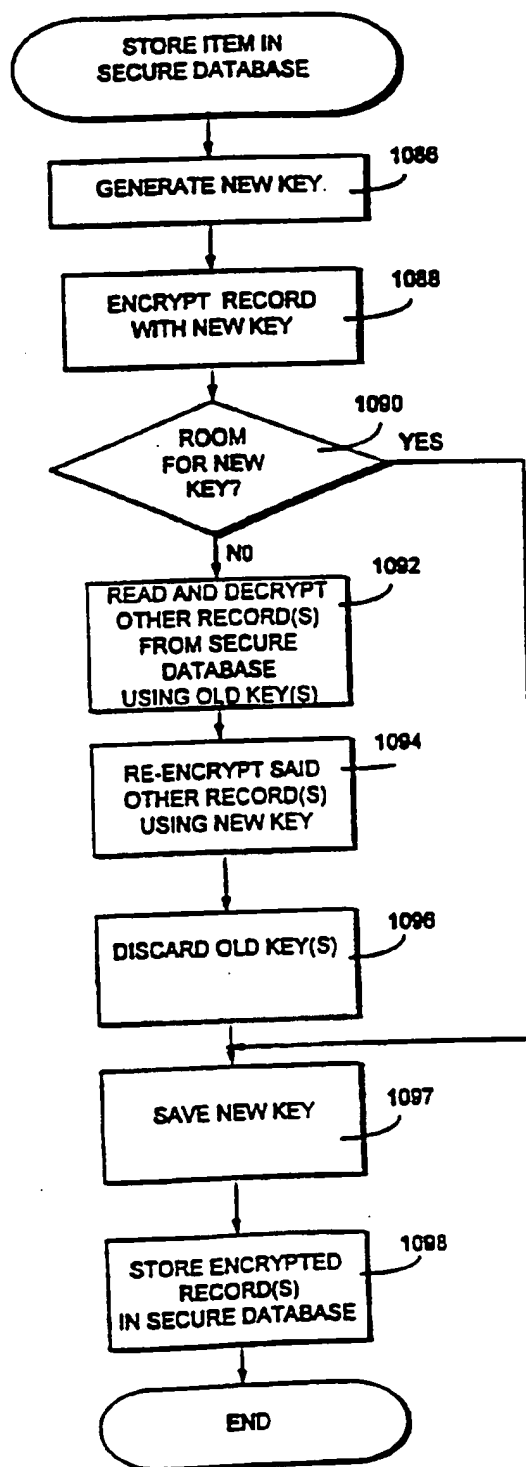 STORE ITEM IN
SECURE DATABASE
1086
GENERATE NEW KEY.
1088
ENCRYPT RECORD
WITH NEW KEY
1090
ROOM
FOR NEW
KEY?
YES
NO
1092
READ AND DECRYPT
OTHER RECORD(S)
FROM SECURE
DATABASE
USING OLD KEY(S)
1094
RE-ENCRYPT SAID
OTHER RECORD(S)
USING NEW KEY
1096
DISCARD OLD KEY(S)
1097
SAVE NEW KEY
1098
STORE ENCRYPTED
RECORD(S)
IN SECURE DATABASE
END